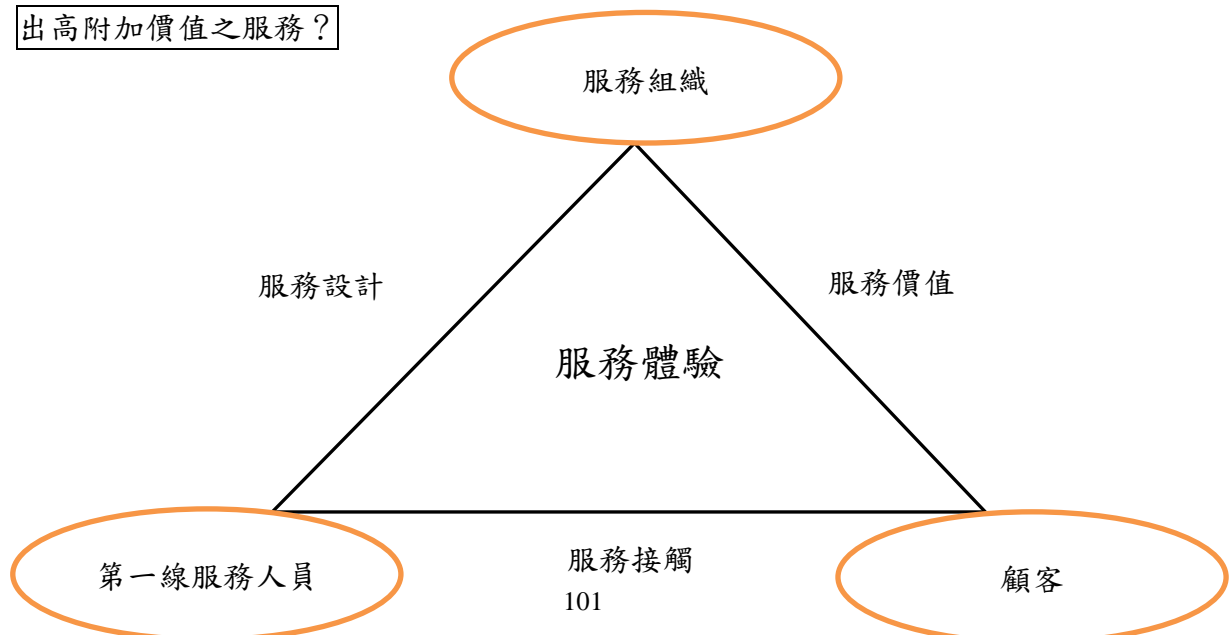 出高附加價值之服務？
服務組織
服務設計
服務價值
服務體驗
第一線服務人員
服務接觸
顧客
101